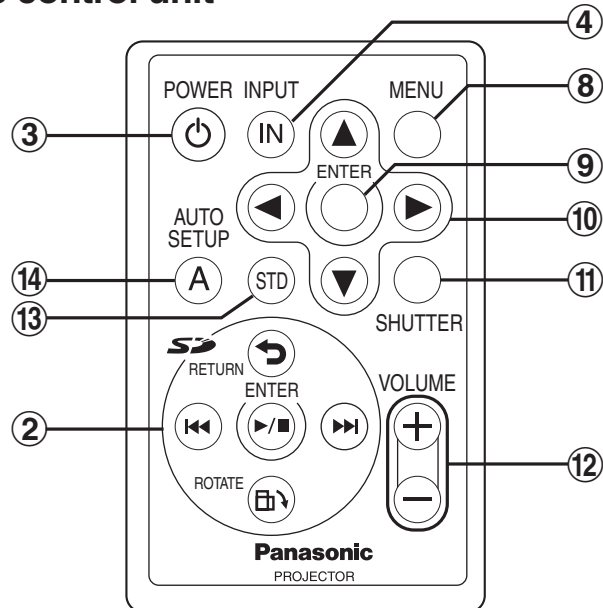 control unit
④
POWER INPUT MENU
⑧
③
IN
ENTER
⑨
⑩
AUTO
SETUP
⑭
A
STD
⑪
⑬
SHUTTER
SD
RETURN
VOLUME
ENTER
②
+
⑫
ROTATE
−
Panasonic
PROJECTOR